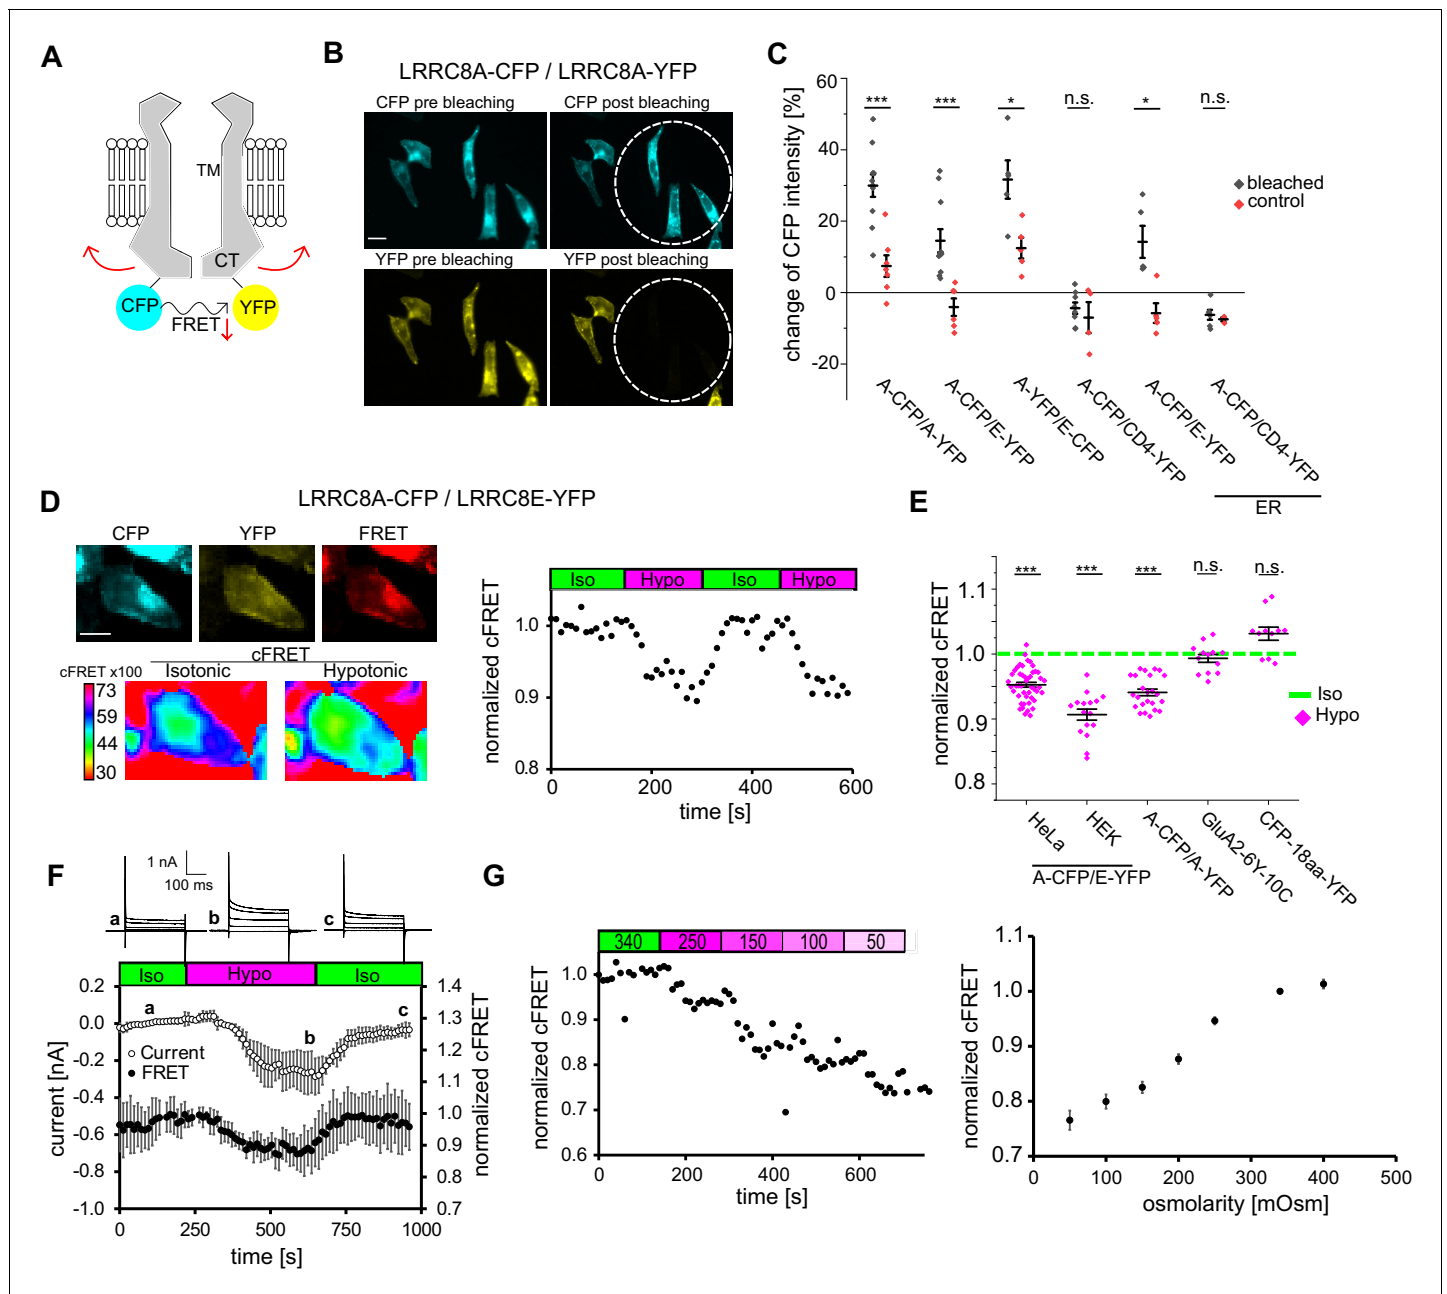 A
TM
CT
CFP
YFP
FRET
B
LRRC8A-CFP / LRRC8A-YFP
CFP pre bleaching
CFP post bleaching
YFP pre bleaching
YFP post bleaching
C
change of CFP intensity [%]
60
40
20
0
-20
***
***
*
n.s.
*
n.s.
bleached
control
A-CFP/A-YFP
A-CFP/E-YFP
A-YFP/E-CFP
A-CFP/CD4-YFP
A-CFP/E-YFP
A-CFP/CD4-YFP
ER
D
LRRC8A-CFP / LRRC8E-YFP
CFP
YFP
FRET
cFRET
cFRET x100
Isotonic
Hypotonic
73
59
44
30
normalized cFRET
Iso
Hypo
Iso
Hypo
1.0
0.9
0.8
0
200
400
600
time [s]
E
normalized cFRET
1.1
1.0
0.9
0.8
***
***
***
n.s.
n.s.
Iso
Hypo
HeLa
HEK
A-CFP/A-YFP
GluA2-6Y-10C
CFP-18aa-YFP
A-CFP/E-YFP
F
1 nA
100 ms
a
b
c
Iso
Hypo
Iso
current [nA]
0.2
0.0
-0.2
-0.4
-0.6
-0.8
-1.0
a
b
c
Current
FRET
1.4
1.3
1.2
1.1
1.0
0.9
0.8
0.7
normalized cFRET
0
250
500
750
1000
time [s]
G
340
250
150
100
50
normalized cFRET
1.0
0.9
0.8
0.7
0.6
0
200
400
600
time [s]
normalized cFRET
1.1
1.0
0.9
0.8
0.7
0
100
200
300
400
500
osmolarity [mOsm]